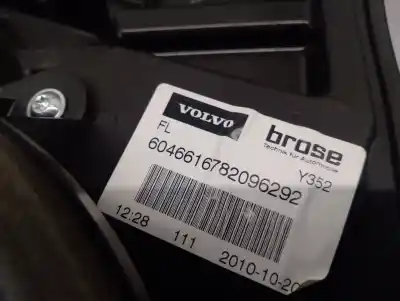 VOLVO
brose
Technik für Automobile
FL
Y352
6046616782096292
12:28
111
2010-10-20